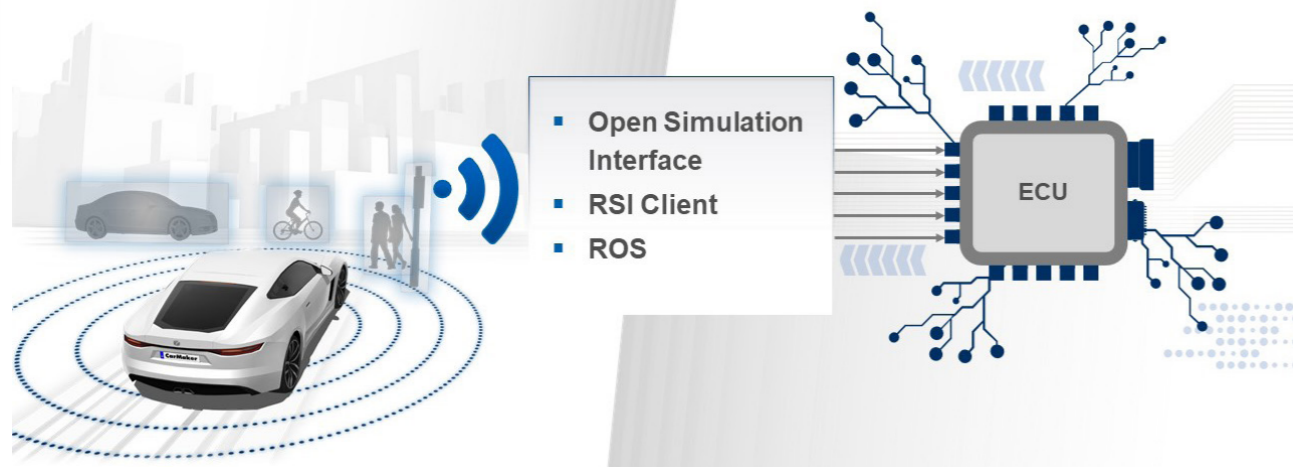 Open Simulation
Interface
RSI Client
ROS
ECU
CarMaker